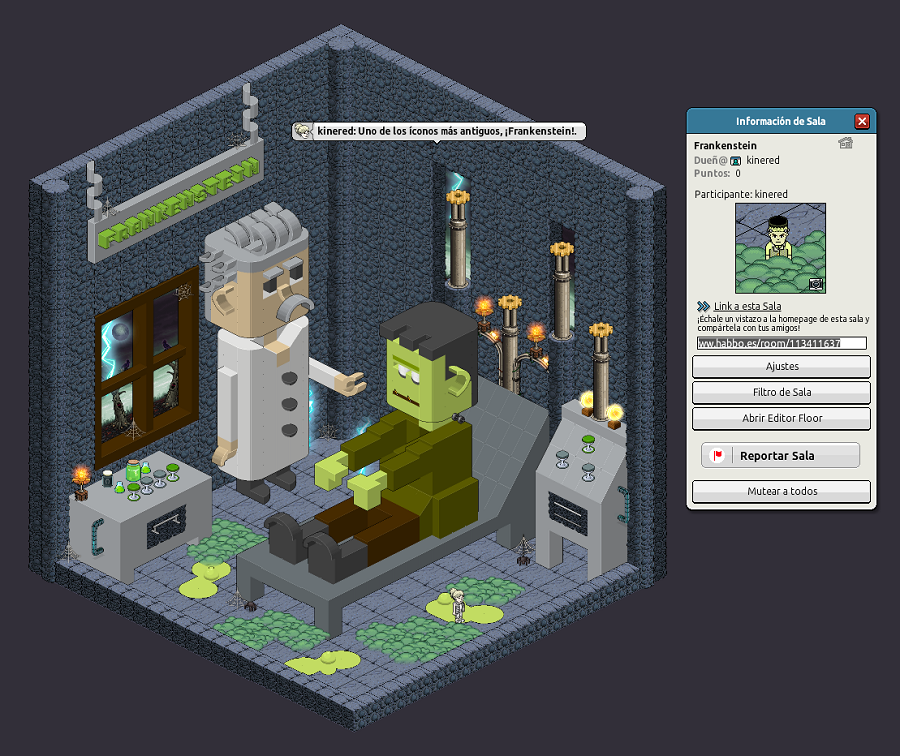 kinered: Uno de los íconos más antiguos, ¡Frankenstein!.
FRANKENSTEIN
Información de Sala
Frankenstein
Dueñ@ kinered
Puntos: 0
Participante: kinered
Link a esta Sala
¡Échale un vistazo a la homepage de esta sala y
compártela con tus amigos!
ww.habbo.es/room/113411637
Ajustes
Filtro de Sala
Abrir Editor Floor
Reportar Sala
Mutear a todos